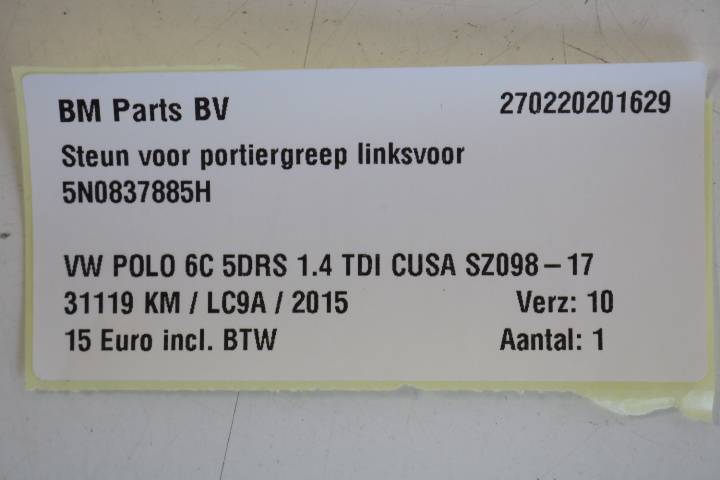 BM Parts BV 270220201629
Steun voor portiergreep linksvoor
5N0837885H
VW POLO 6C 5DRS 1.4 TDI CUSA SZ098-17
31119 KM / LC9A / 2015 Verz: 10
15 Euro incl. BTW Aantal: 1